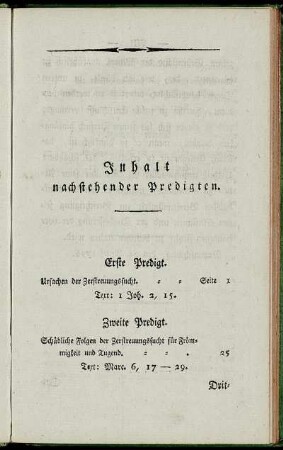 Inhalt
nachstehender Predigten.
Erste Predigt.
Ursachen der Zerstreuungssucht. = = Seite 1
Text: 1 Joh. 2, 15.
Zweite Predigt.
Schädliche Folgen der Zerstreuungssucht für Fröm-
migkeit und Tugend. = = = 25
Text: Marc. 6, 17 — 29.
Drit-